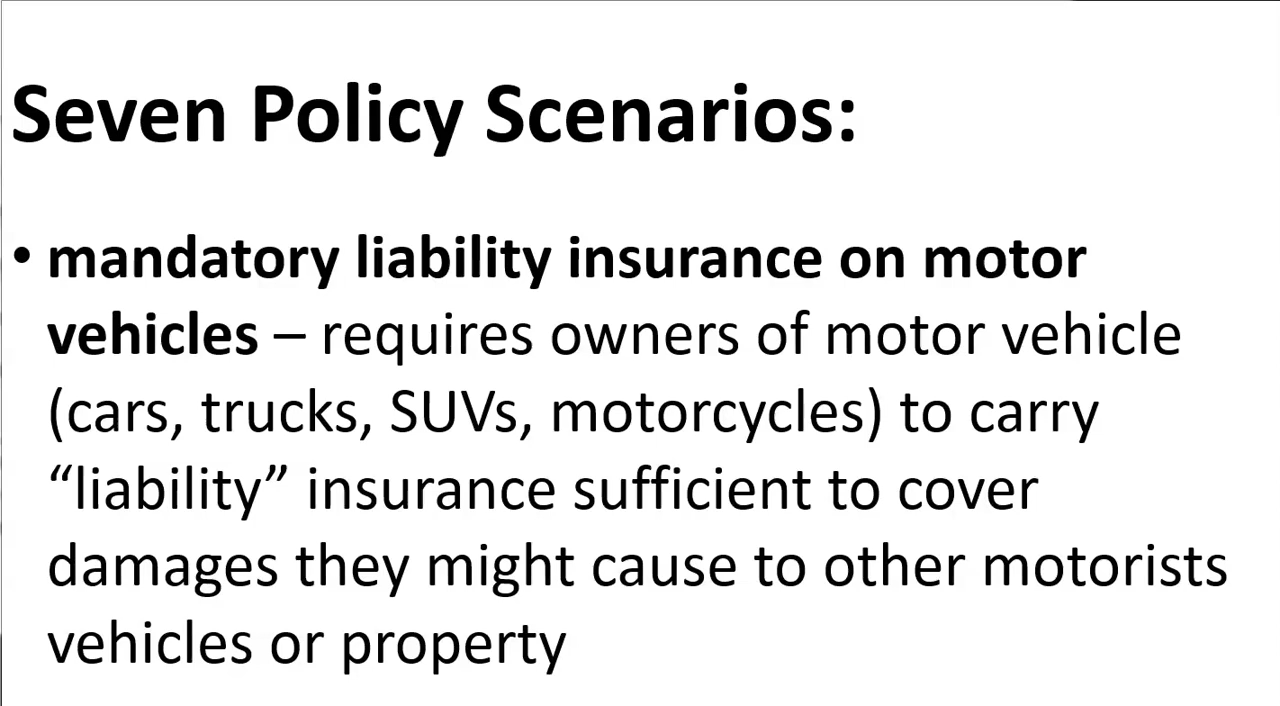 Seven Policy Scenarios:
• mandatory liability insurance on motor
vehicles – requires owners of motor vehicle
(cars, trucks, SUVs, motorcycles) to carry
“liability” insurance sufficient to cover
damages they might cause to other motorists
vehicles or property